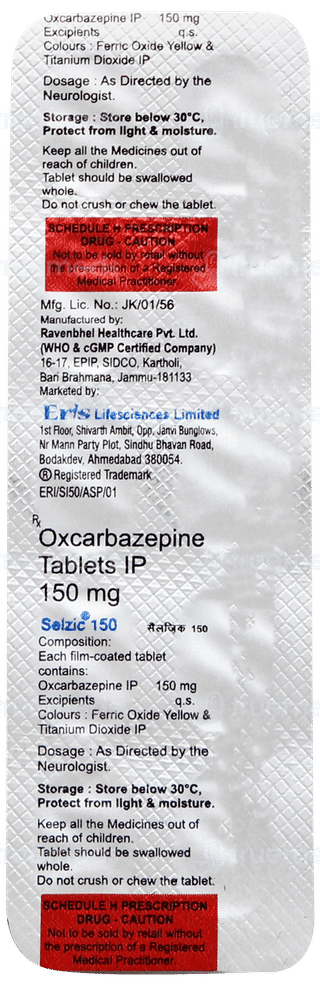 Oxcarbazepine IP 150 mg
Excipients q.s.
Colours : Ferric Oxide Yellow &
Titanium Dioxide IP
Dosage : As Directed by the
Neurologist.
Storage : Store below 30°C,
Protect from light & moisture.
Keep all the Medicines out of
reach of children.
Tablet should be swallowed
whole.
Do not crush or chew the tablet.
SCHEDULE H PRESCRIPTION
DRUG - CAUTION
Not to be sold by retail without
the prescription of a Registered
Medical Practitioner.
Mfg. Lic. No.: JK/01/56
Manufactured by:
Ravenbhel Healthcare Pvt. Ltd.
(WHO & cGMP Certified Company)
16-17, EPIP, SIDCO, Kartholi,
Bari Brahmana, Jammu-181133
Marketed by:
Eris Lifesciences Limited
1st Floor, Shivarth Ambit, Opp. Janvi Bunglows,
Nr Mann Party Plot, Sindhu Bhavan Road,
Bodakdev, Ahmedabad 380054.
® Registered Trademark
ERI/SI50/ASP/01
℞
Oxcarbazepine
Tablets IP
150 mg
Selzic® 150 सैलज़िक 150
Composition:
Each film-coated tablet
contains:
Oxcarbazepine IP 150 mg
Excipients q.s.
Colours : Ferric Oxide Yellow &
Titanium Dioxide IP
Dosage : As Directed by the
Neurologist.
Storage : Store below 30°C,
Protect from light & moisture.
Keep all the Medicines out of
reach of children.
Tablet should be swallowed
whole.
Do not crush or chew the tablet.
SCHEDULE H PRESCRIPTION
DRUG - CAUTION
Not to be sold by retail without
the prescription of a Registered
Medical Practitioner.